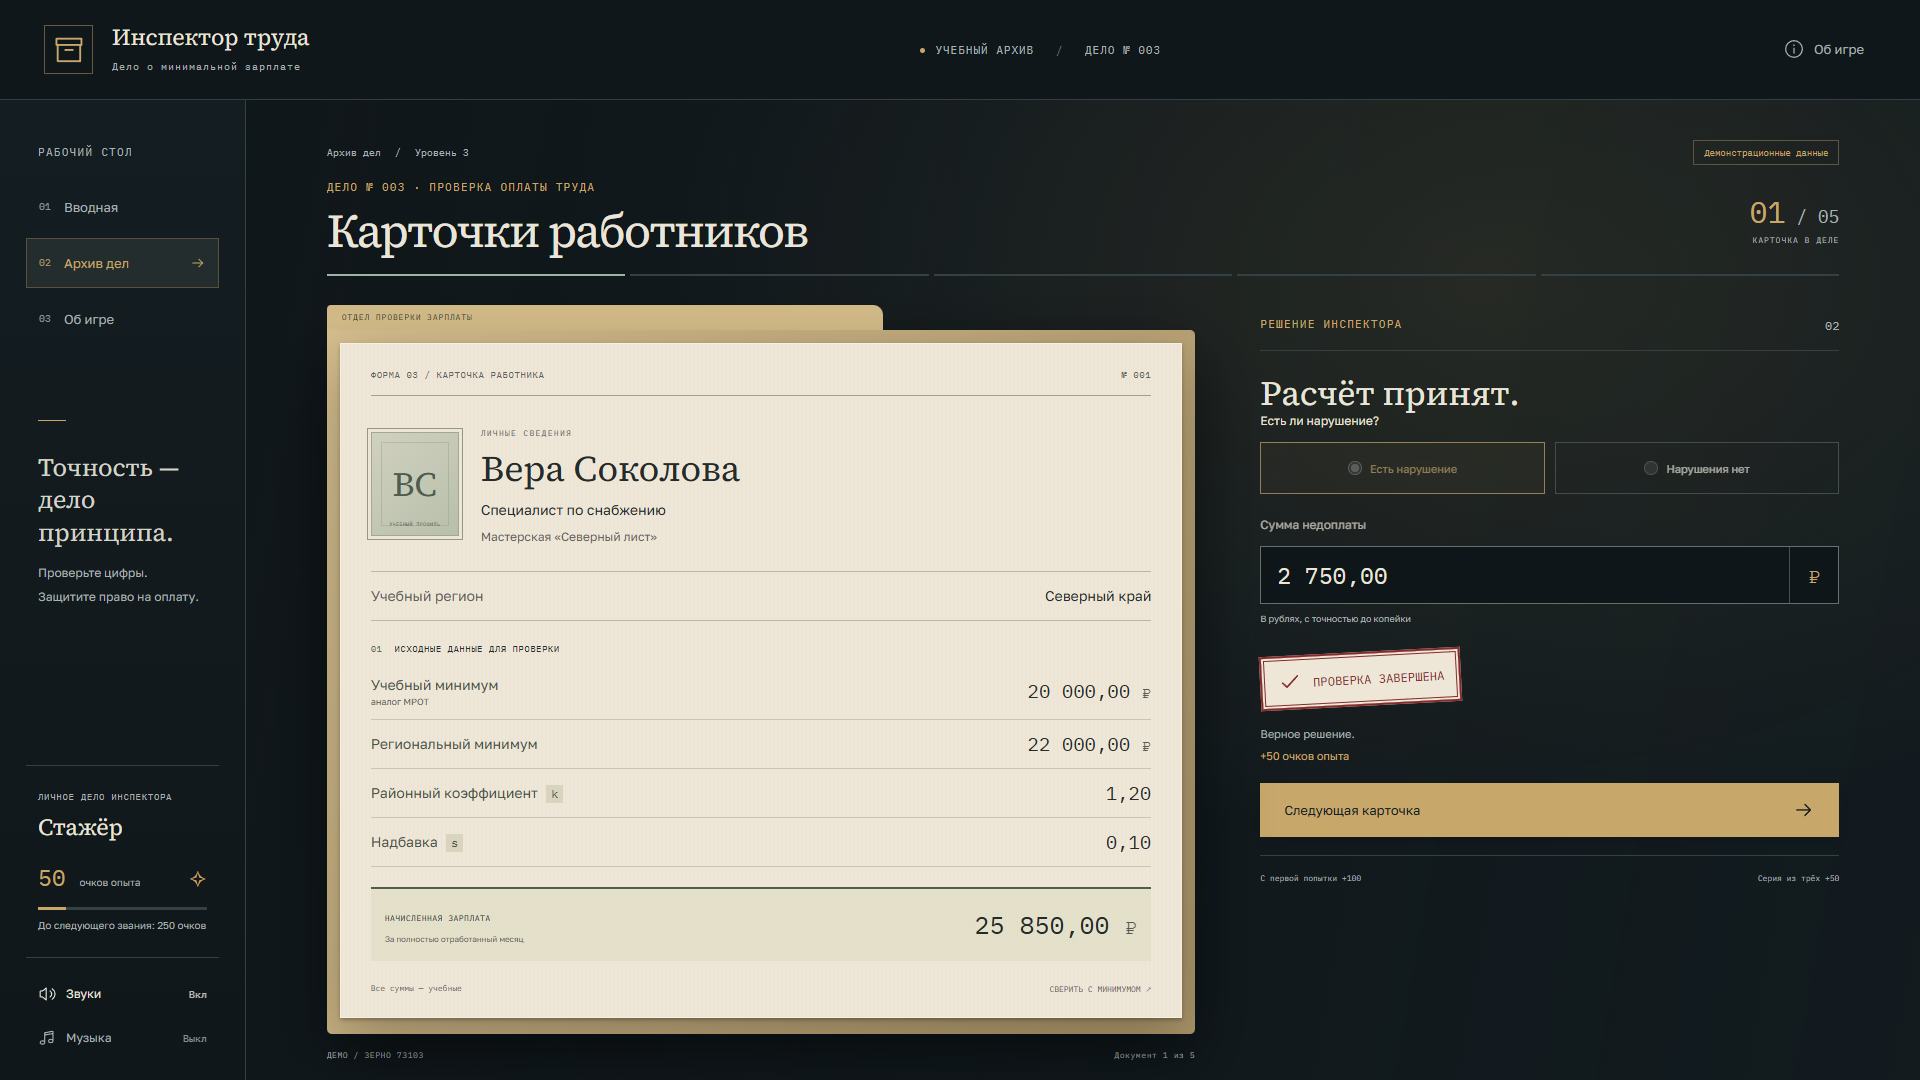 Инспектор труда
Дело о минимальной зарплате
УЧЕБНЫЙ АРХИВ / ДЕЛО № 003
Об игре
РАБОЧИЙ СТОЛ
01 Вводная
02 Архив дел
03 Об игре
Точность —
дело
принципа.
Проверьте цифры.
Защитите право на оплату.
ЛИЧНОЕ ДЕЛО ИНСПЕКТОРА
Стажёр
50 очков опыта
До следующего звания: 250 очков
Звуки Вкл
Музыка Выкл
Архив дел / Уровень 3
Демонстрационные данные
ДЕЛО № 003 · ПРОВЕРКА ОПЛАТЫ ТРУДА
Карточки работников
01 / 05
КАРТОЧКА В ДЕЛЕ
ОТДЕЛ ПРОВЕРКИ ЗАРПЛАТЫ
ФОРМА 03 / КАРТОЧКА РАБОТНИКА № 001
ВС
УЧЕБНЫЙ ПРОФИЛЬ
ЛИЧНЫЕ СВЕДЕНИЯ
Вера Соколова
Специалист по снабжению
Мастерская «Северный лист»
Учебный регион Северный край
01 ИСХОДНЫЕ ДАННЫЕ ДЛЯ ПРОВЕРКИ
Учебный минимум 20 000,00 ₽
аналог МРОТ
Региональный минимум 22 000,00 ₽
Районный коэффициент k 1,20
Надбавка s 0,10
НАЧИСЛЕННАЯ ЗАРПЛАТА 25 850,00 ₽
За полностью отработанный месяц
Все суммы — учебные СВЕРИТЬ С МИНИМУМОМ ↗
ДЕМО / ЗЕРНО 73103 Документ 1 из 5
РЕШЕНИЕ ИНСПЕКТОРА 02
Расчёт принят.
Есть ли нарушение?
Есть нарушение Нарушения нет
Сумма недоплаты
2 750,00 ₽
В рублях, с точностью до копейки
ПРОВЕРКА ЗАВЕРШЕНА
Верное решение.
+50 очков опыта
Следующая карточка
С первой попытки +100 Серия из трёх +50